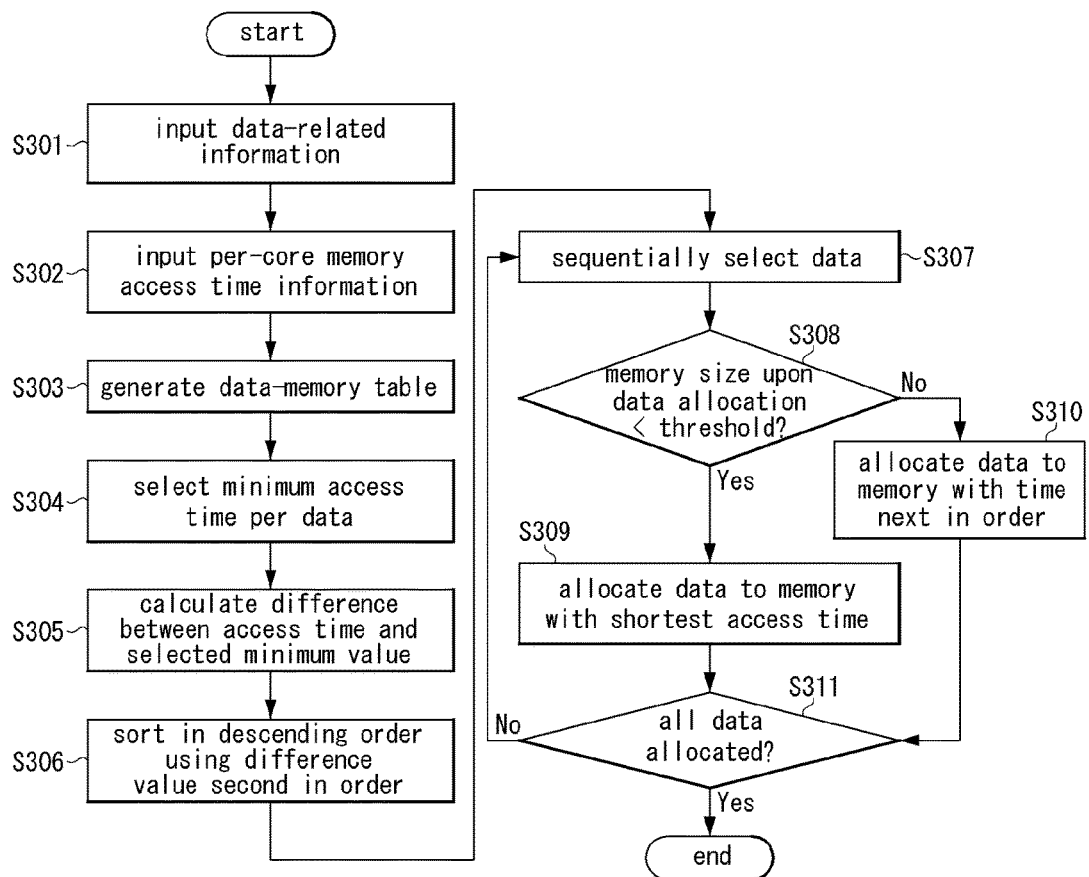 start
S301
input data-related
information
S302
input per-core memory
access time information
S303
generate data-memory table
S304
select minimum access
time per data
S305
calculate difference
between access time and
selected minimum value
S306
sort in descending order
using difference
value second in order
sequentially select data
S307
S308
memory size upon
data allocation
< threshold?
No
Yes
S310
allocate data to
memory with time
next in order
S309
allocate data to memory
with shortest access time
S311
all data
allocated?
No
Yes
end